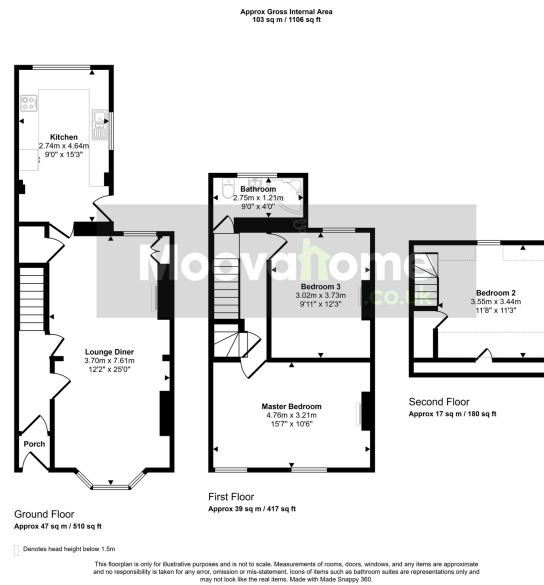 Approx Gross Internal Area
103 sq m / 1106 sq ft
Kitchen
2.74m x 4.64m
9'0" x 15'3"
Bathroom
2.75m x 1.21m
9'0" x 4'0"
Moovahome
.co.uk
Bedroom 3
3.02m x 3.73m
9'11" x 12'3"
Bedroom 2
3.55m x 3.44m
11'8" x 11'3"
Lounge Diner
3.70m x 7.61m
12'2" x 25'0"
Master Bedroom
4.76m x 3.21m
15'7" x 10'6"
Second Floor
Approx 17 sq m / 180 sq ft
Porch
First Floor
Approx 39 sq m / 417 sq ft
Ground Floor
Approx 47 sq m / 510 sq ft
Denotes head height below 1.5m
This floorplan is only for illustrative purposes and is not to scale. Measurements of rooms, doors, windows, and any items are approximate
and no responsibility is taken for any error, omission or mis-statement. Icons of items such as bathroom suites are representations only and
may not look like the real items. Made with Made Snappy 360.